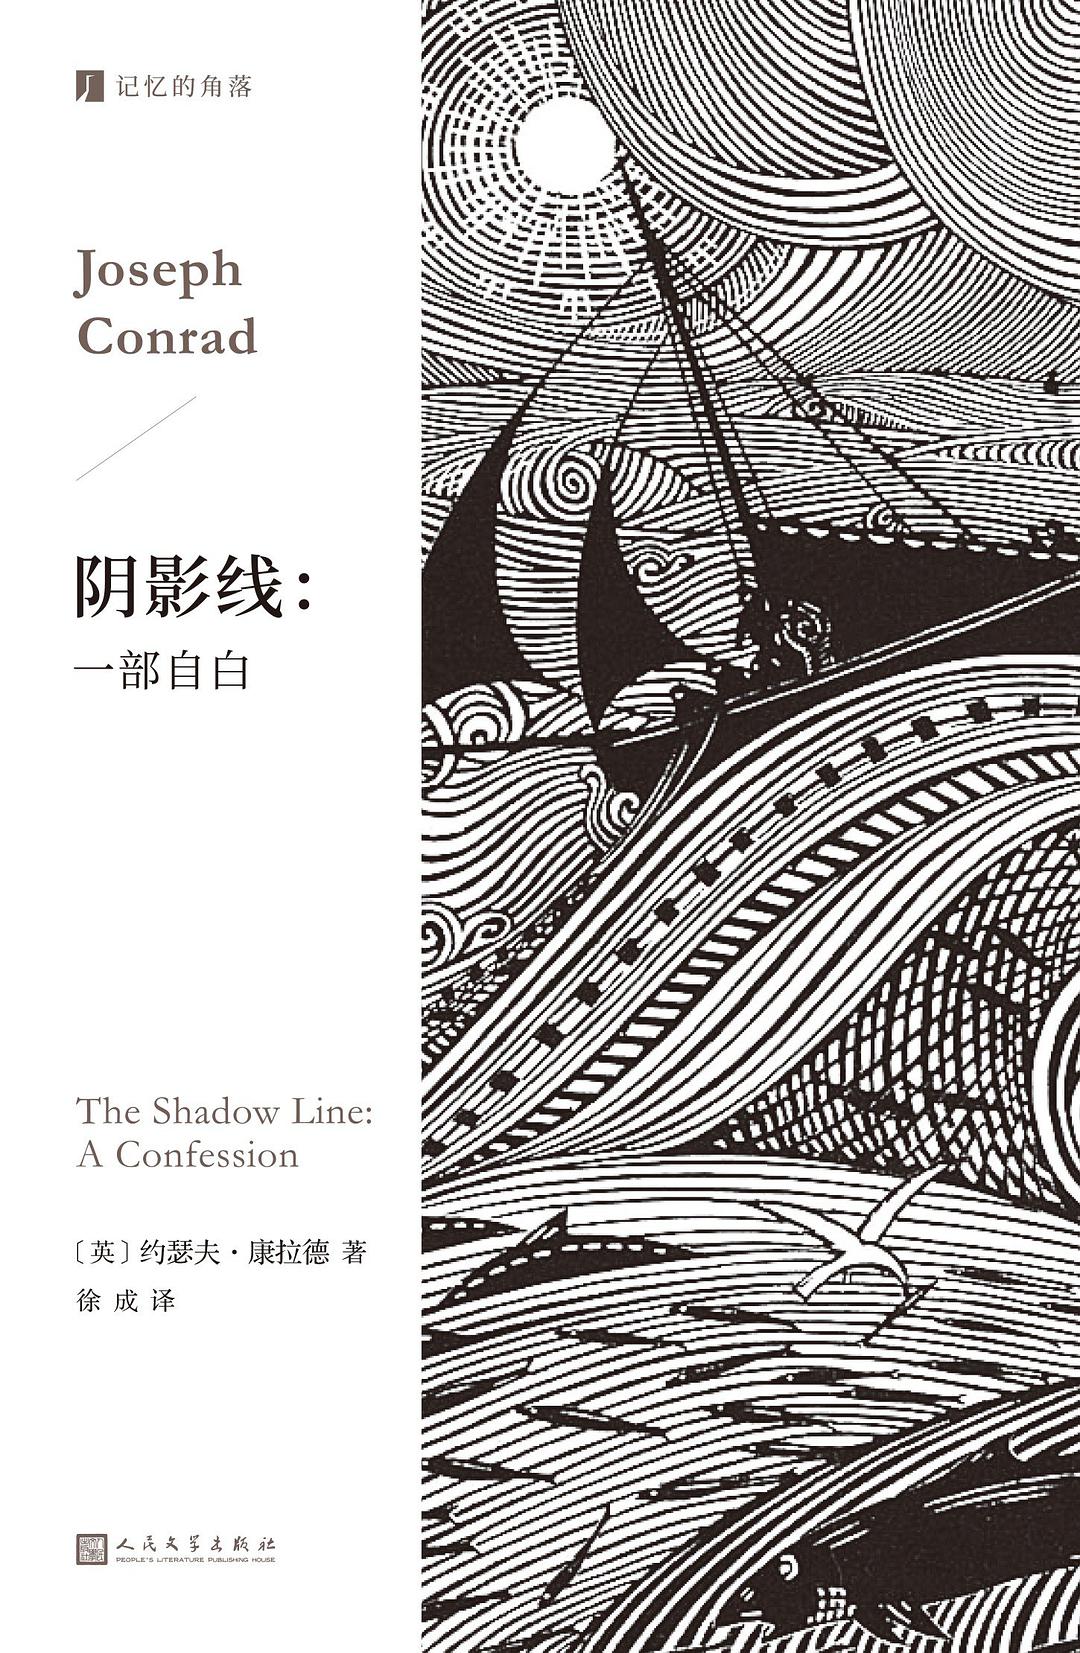 记忆的角落
Joseph
Conrad
阴影线：
一部自白
The Shadow Line:
A Confession
〔英〕约瑟夫·康拉德 著
徐 成 译
人民文学出版社
PEOPLE'S LITERATURE PUBLISHING HOUSE